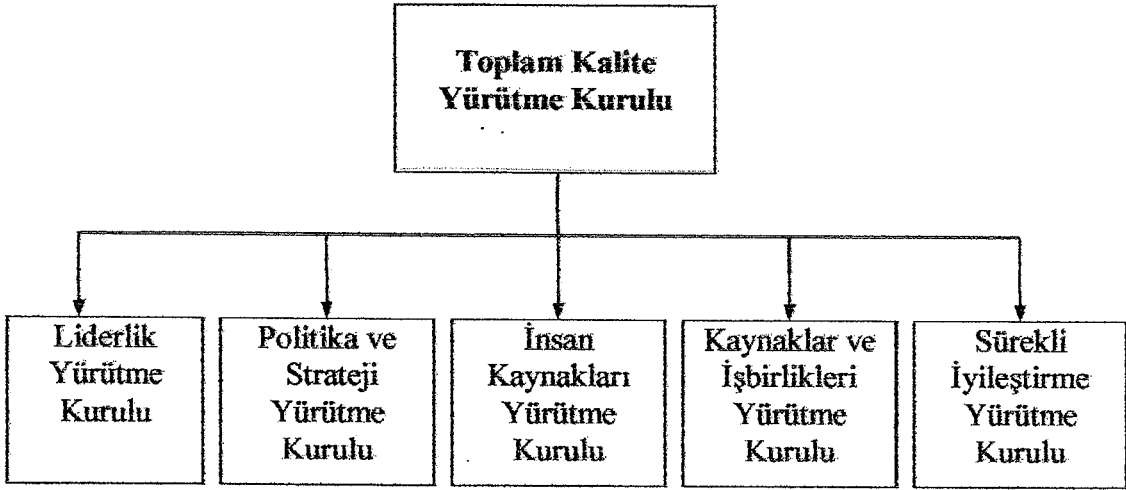 Toplam Kalite
Yürütme Kurulu
Liderlik
Yürütme
Kurulu
Politika ve
Strateji
Yürütme
Kurulu
İnsan
Kaynakları
Yürütme
Kurulu
Kaynaklar ve
İşbirlikleri
Yürütme
Kurulu
Sürekli
İyileştirme
Yürütme
Kurulu